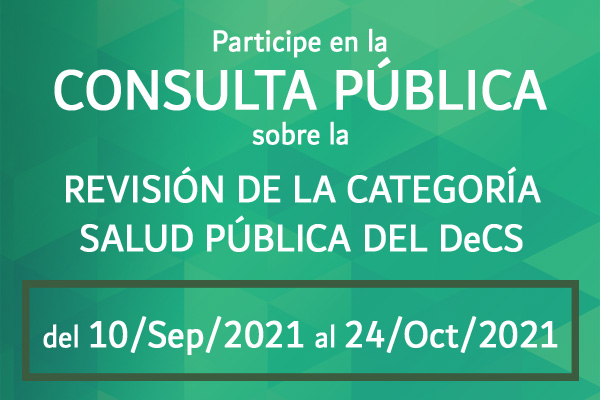 Participe en la
CONSULTA PÚBLICA
sobre la
REVISIÓN DE LA CATEGORÍA
SALUD PÚBLICA DEL DeCS
del 10/Sep/2021 al 24/Oct/2021